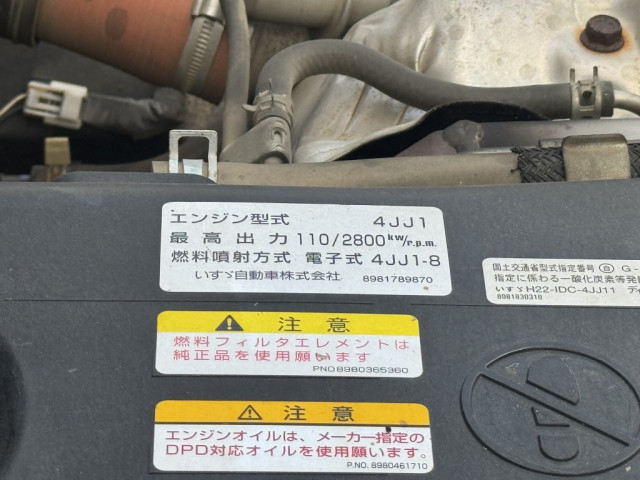 エンジン型式 4JJ1
最高出力 110/2800kW/r.p.m.
燃料噴射方式 電子式 4JJ1-8
いすゞ自動車株式会社 8981789870
国土交通省型式指定番号 G-
指定に係わる一酸化炭素等発
いすゞH22-IDC-4JJ11 ディ
8981830310
注意
燃料フィルタエレメントは
純正品を使用願います
PNO.8980365360
注意
エンジンオイルは、メーカー指定の
DPD対応オイルを使用願います。
P.NO. 8980461710